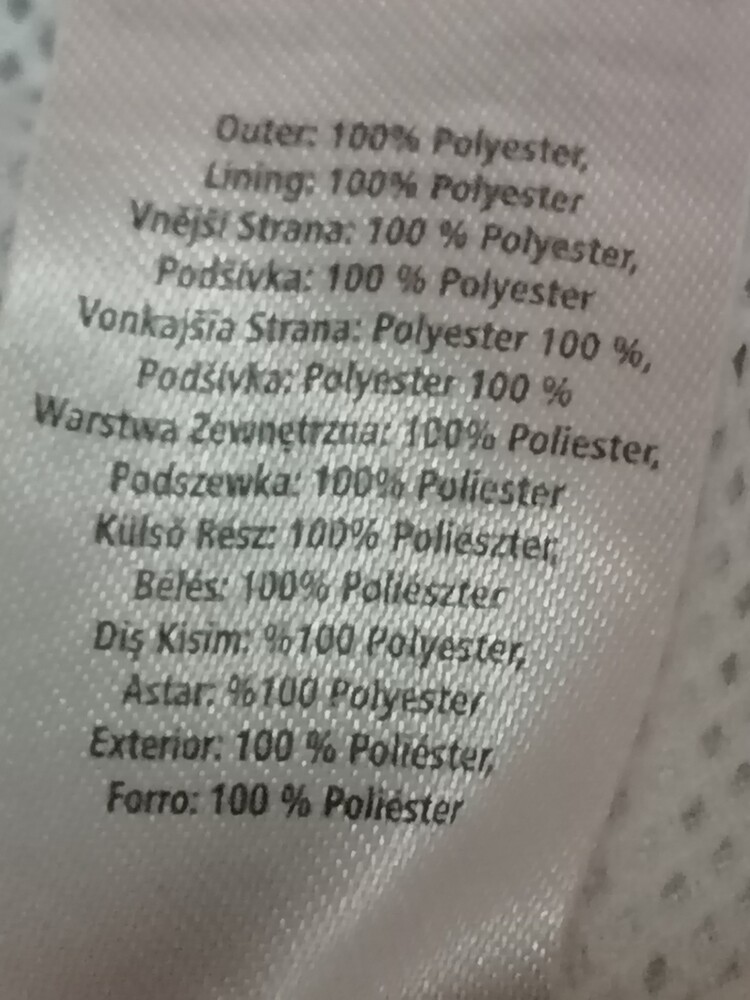 Outer: 100% Polyester,
Lining: 100% Polyester
Vnější Strana: 100 % Polyester,
Podšívka: 100 % Polyester
Vonkajšia Strana: Polyester 100 %,
Podšívka: Polyester 100 %
Warstwa Zewnętrzna: 100% Poliester,
Podszewka: 100% Poliester
Külső Rész: 100% Poliészter,
Bélés: 100% Poliészter
Diş Kisim: %100 Polyester,
Astar: %100 Polyester
Exterior: 100 % Poliéster,
Forro: 100 % Poliéster